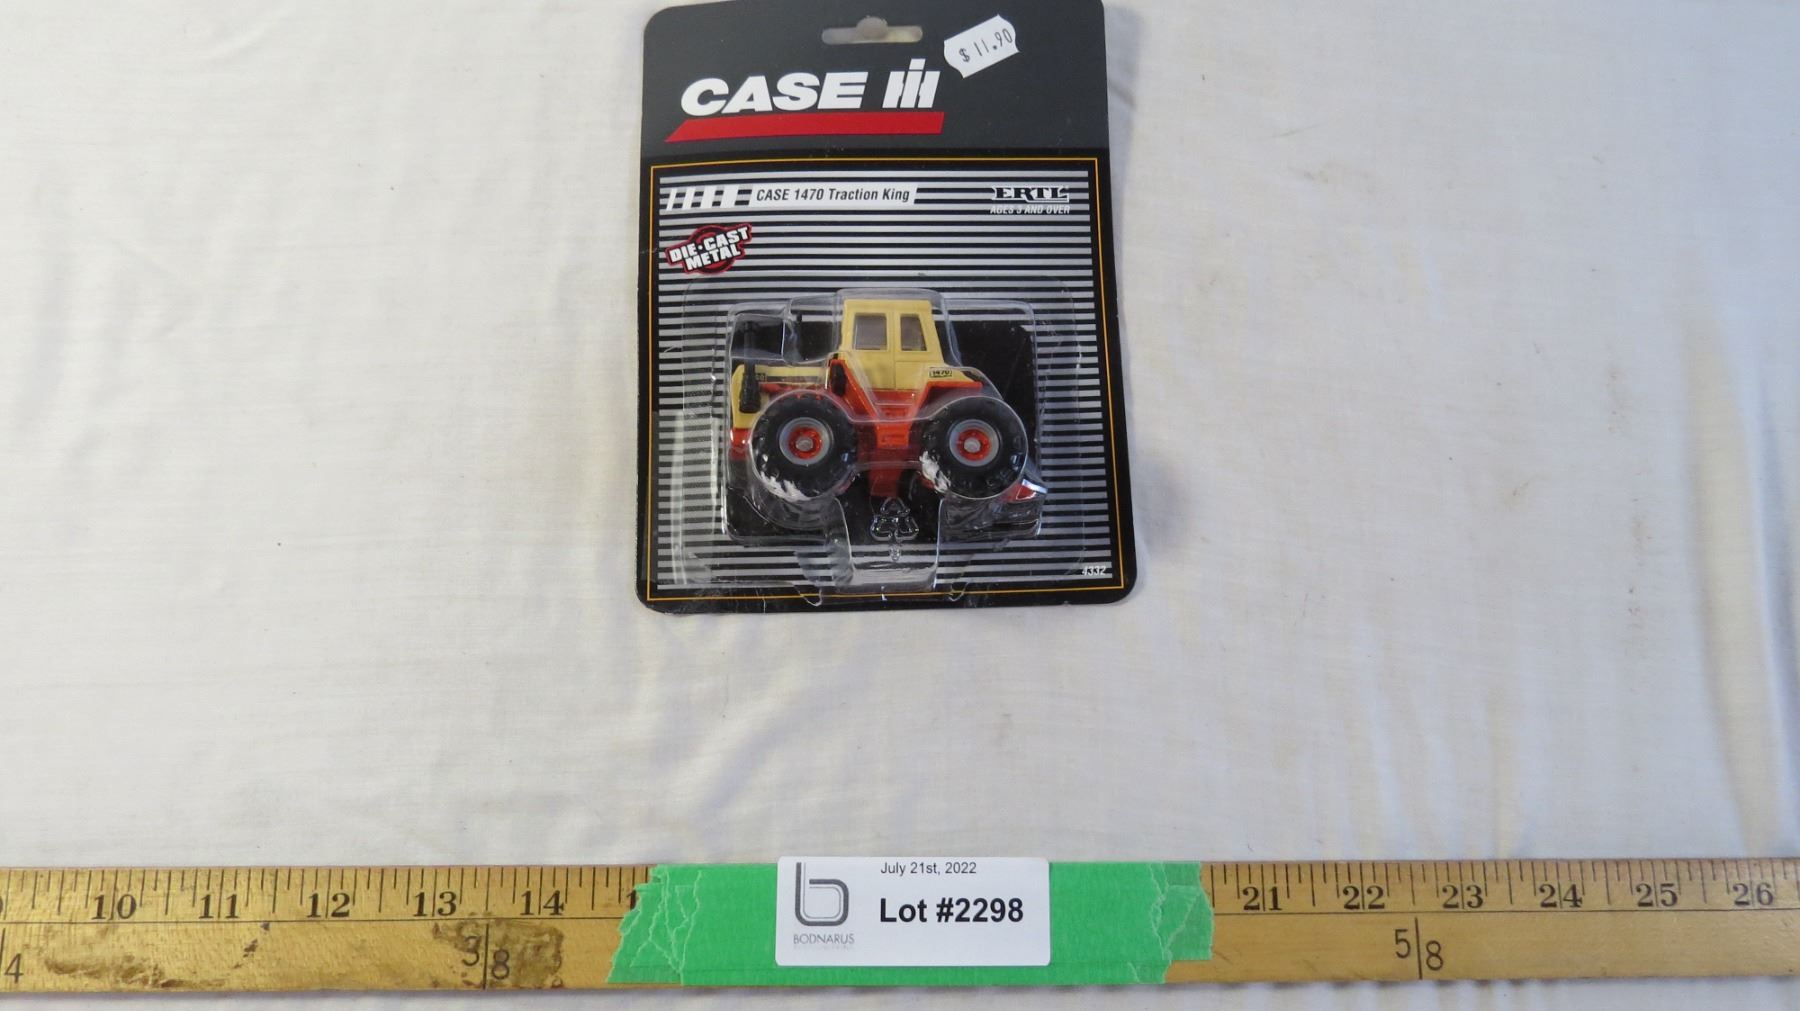 $ 11.90
CASE IH
CASE 1470 Traction King
ERTL
AGES 3 AND OVER
DIE-CAST
METAL
1470
4332
10 11 12 13 14 21 22 23 24 25 26
July 21st, 2022
Lot #2298
BODNARUS
4 3|8 5|8